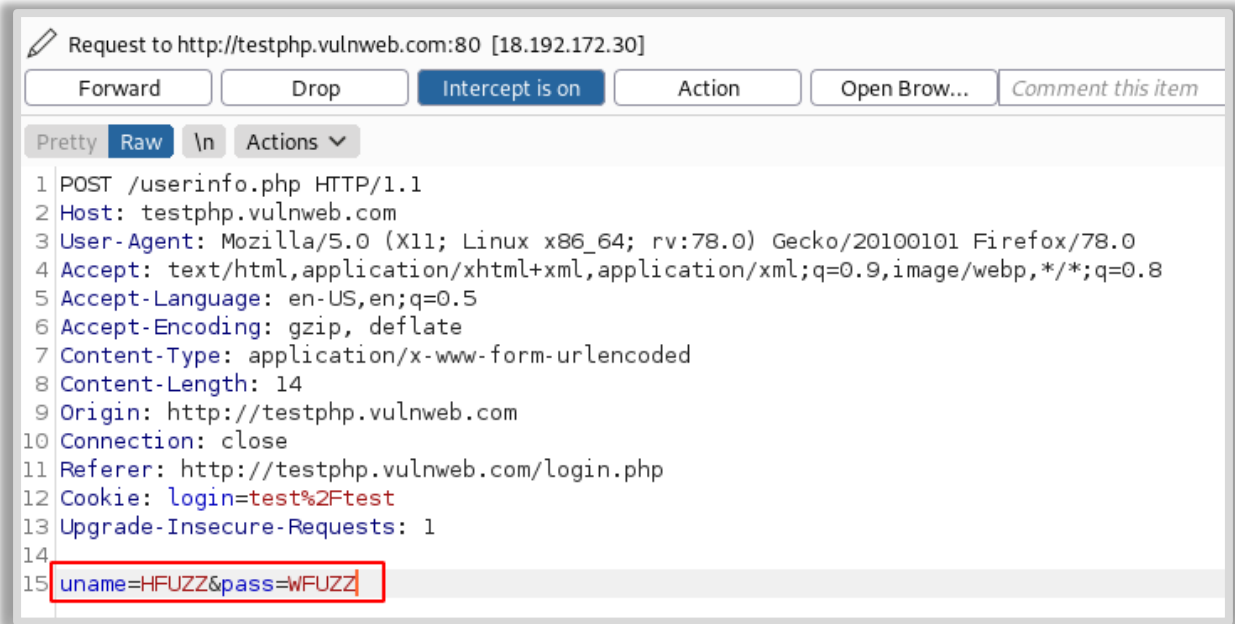 Request to http://testphp.vulnweb.com:80 [18.192.172.30]
Forward Drop Intercept is on Action Open Brow... Comment this item
Pretty Raw \n Actions
1 POST /userinfo.php HTTP/1.1
2 Host: testphp.vulnweb.com
3 User-Agent: Mozilla/5.0 (X11; Linux x86_64; rv:78.0) Gecko/20100101 Firefox/78.0
4 Accept: text/html,application/xhtml+xml,application/xml;q=0.9,image/webp,*/*;q=0.8
5 Accept-Language: en-US,en;q=0.5
6 Accept-Encoding: gzip, deflate
7 Content-Type: application/x-www-form-urlencoded
8 Content-Length: 14
9 Origin: http://testphp.vulnweb.com
10 Connection: close
11 Referer: http://testphp.vulnweb.com/login.php
12 Cookie: login=test%2Ftest
13 Upgrade-Insecure-Requests: 1
14
15 uname=HFUZZ&pass=WFUZZ